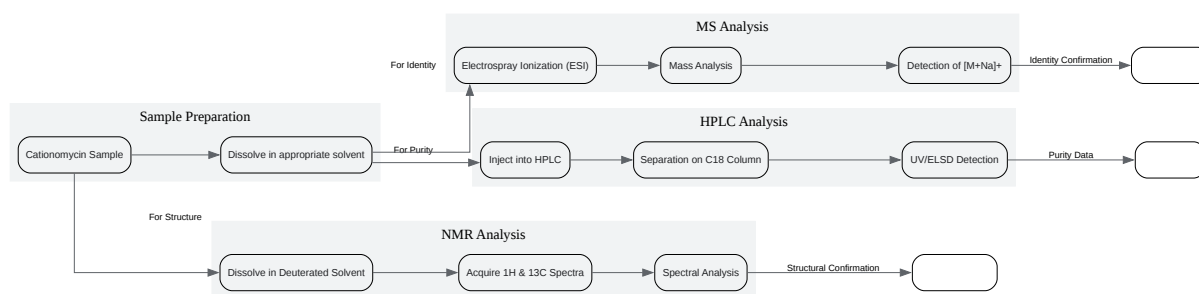 MS Analysis
For Identity
Electrospray Ionization (ESI)
Mass Analysis
Detection of [M+Na]+
Identity Confirmation
Sample Preparation
Cationomycin Sample
Dissolve in appropriate solvent
For Purity
HPLC Analysis
Inject into HPLC
Separation on C18 Column
UV/ELSD Detection
Purity Data
For Structure
NMR Analysis
Dissolve in Deuterated Solvent
Acquire 1H & 13C Spectra
Spectral Analysis
Structural Confirmation